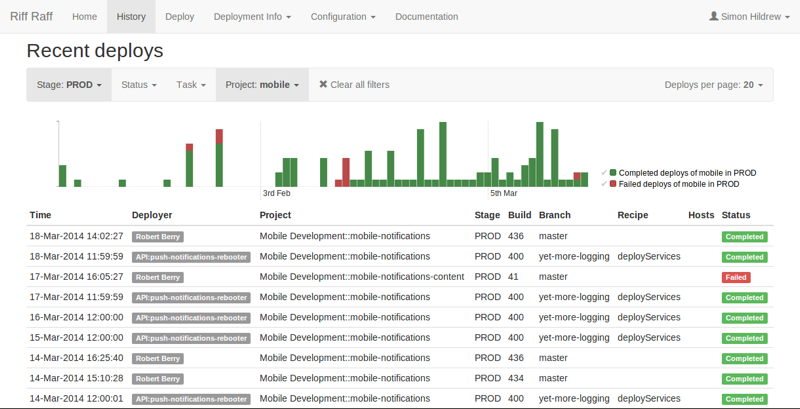 Riff Raff Home History Deploy Deployment Info Configuration Documentation Simon Hildrew
Recent deploys
Stage: PROD Status Task Project: mobile Clear all filters Deploys per page: 20
Completed deploys of mobile in PROD
Failed deploys of mobile in PROD
3rd Feb 5th Mar
Time Deployer Project Stage Build Branch Recipe Hosts Status
18-Mar-2014 14:02:27 Robert Berry Mobile Development::mobile-notifications PROD 436 master Completed
18-Mar-2014 11:59:59 API:push-notifications-rebooter Mobile Development::mobile-notifications PROD 400 yet-more-logging deployServices Completed
17-Mar-2014 16:05:27 Robert Berry Mobile Development::mobile-notifications-content PROD 41 master Failed
17-Mar-2014 11:59:59 API:push-notifications-rebooter Mobile Development::mobile-notifications PROD 400 yet-more-logging deployServices Completed
16-Mar-2014 12:00:00 API:push-notifications-rebooter Mobile Development::mobile-notifications PROD 400 yet-more-logging deployServices Completed
15-Mar-2014 12:00:00 API:push-notifications-rebooter Mobile Development::mobile-notifications PROD 400 yet-more-logging deployServices Completed
14-Mar-2014 16:25:40 Robert Berry Mobile Development::mobile-notifications PROD 436 master Completed
14-Mar-2014 15:10:28 Robert Berry Mobile Development::mobile-notifications PROD 434 master Completed
14-Mar-2014 12:00:01 API:push-notifications-rebooter Mobile Development::mobile-notifications PROD 400 yet-more-logging deployServices Completed